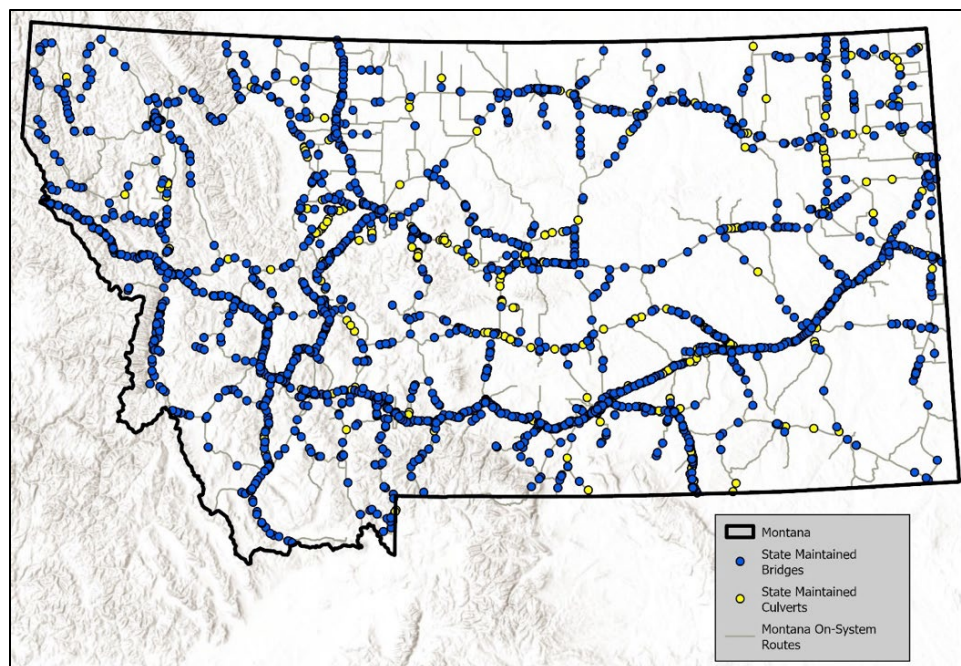 Montana
State Maintained
Bridges
State Maintained
Culverts
Montana On-System
Routes